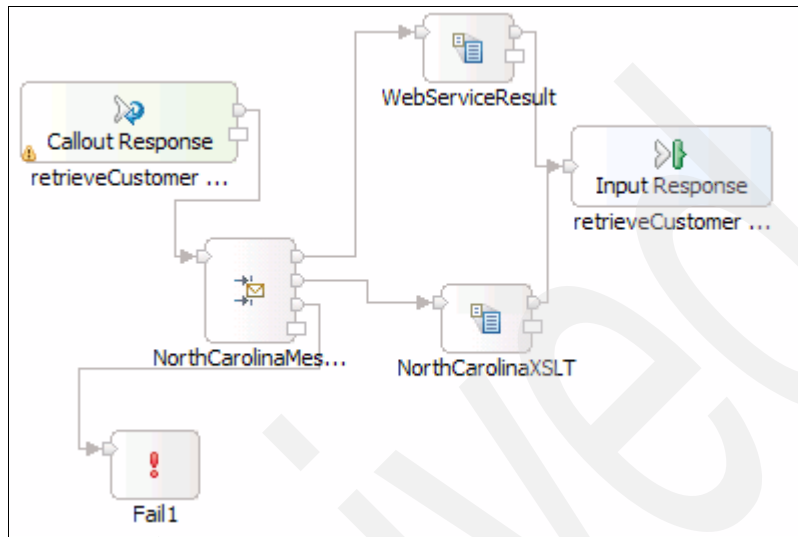 WebServiceResult
Callout Response
retrieveCustomer ...
Input Response
retrieveCustomer ...
NorthCarolinaMes...
NorthCarolinaXSLT
Fail1